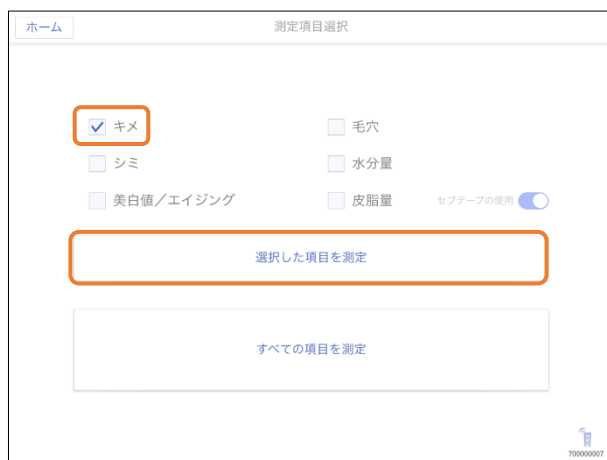 ホーム
測定項目選択
キメ
毛穴
シミ
水分量
美白値／エイジング
皮脂量
セブテープの使用
選択した項目を測定
すべての項目を測定
700000007